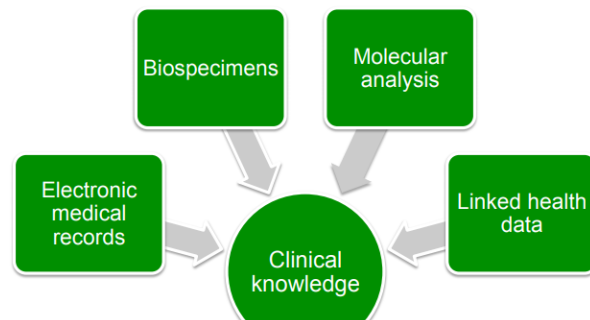 Biospecimens
Molecular
analysis
Electronic
medical
records
Linked health
data
Clinical
knowledge